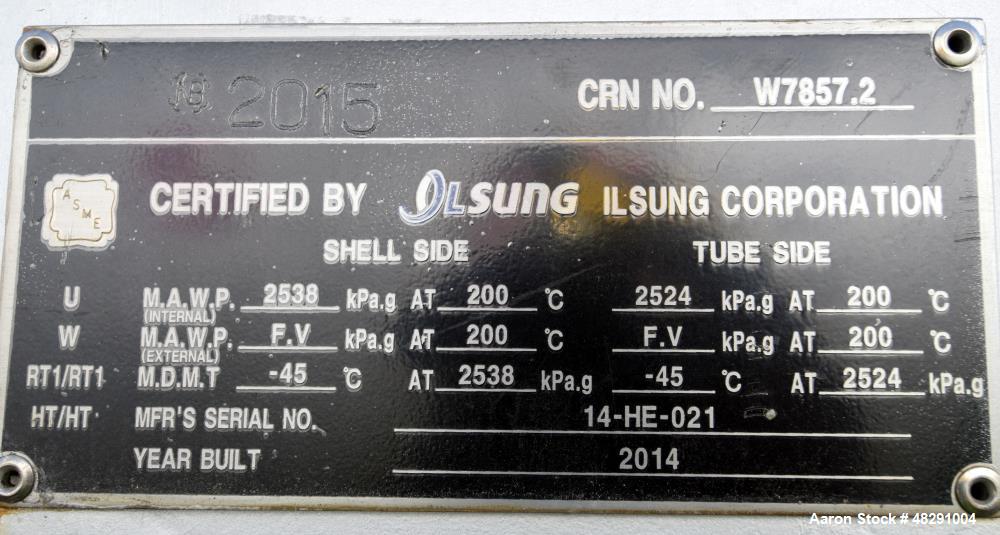 NB 2015 CRN NO. W7857.2
ASME CERTIFIED BY ILSUNG ILSUNG CORPORATION
SHELL SIDE TUBE SIDE
U M.A.W.P. (INTERNAL) 2538 kPa.g AT 200 ℃ 2524 kPa.g AT 200 ℃
W M.A.W.P. (EXTERNAL) F.V kPa.g AT 200 ℃ F.V kPa.g AT 200 ℃
RT1/RT1 M.D.M.T -45 ℃ AT 2538 kPa.g -45 ℃ AT 2524 kPa.g
HT/HT MFR'S SERIAL NO. 14-HE-021
YEAR BUILT 2014
Aaron Stock # 48291004